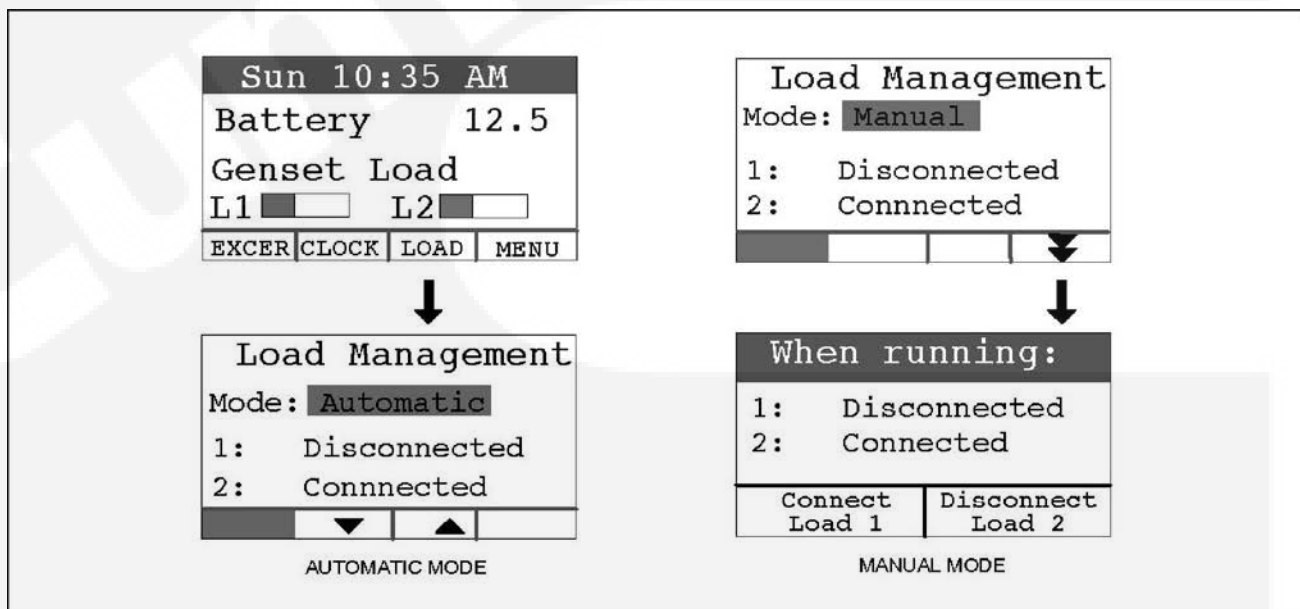 Sun 10:35 AM
Battery 12.5
Genset Load
L1 L2
EXCER CLOCK LOAD MENU
Load Management
Mode: Automatic
1: Disconnected
2: Connnected
AUTOMATIC MODE
Load Management
Mode: Manual
1: Disconnected
2: Connnected
When running:
1: Disconnected
2: Connected
Connect Disconnect
Load 1 Load 2
MANUAL MODE